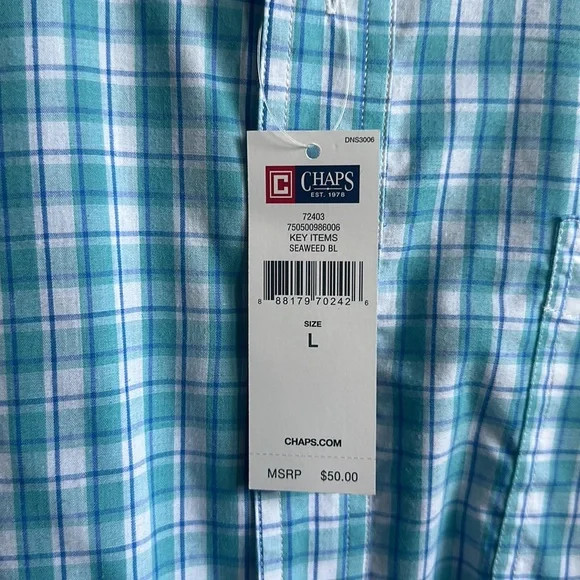 DNS3006
C CHAPS
EST. 1978
72403
750500986006
KEY ITEMS
SEAWEED BL
8 88179 70242 6
SIZE
L
CHAPS.COM
MSRP $50.00